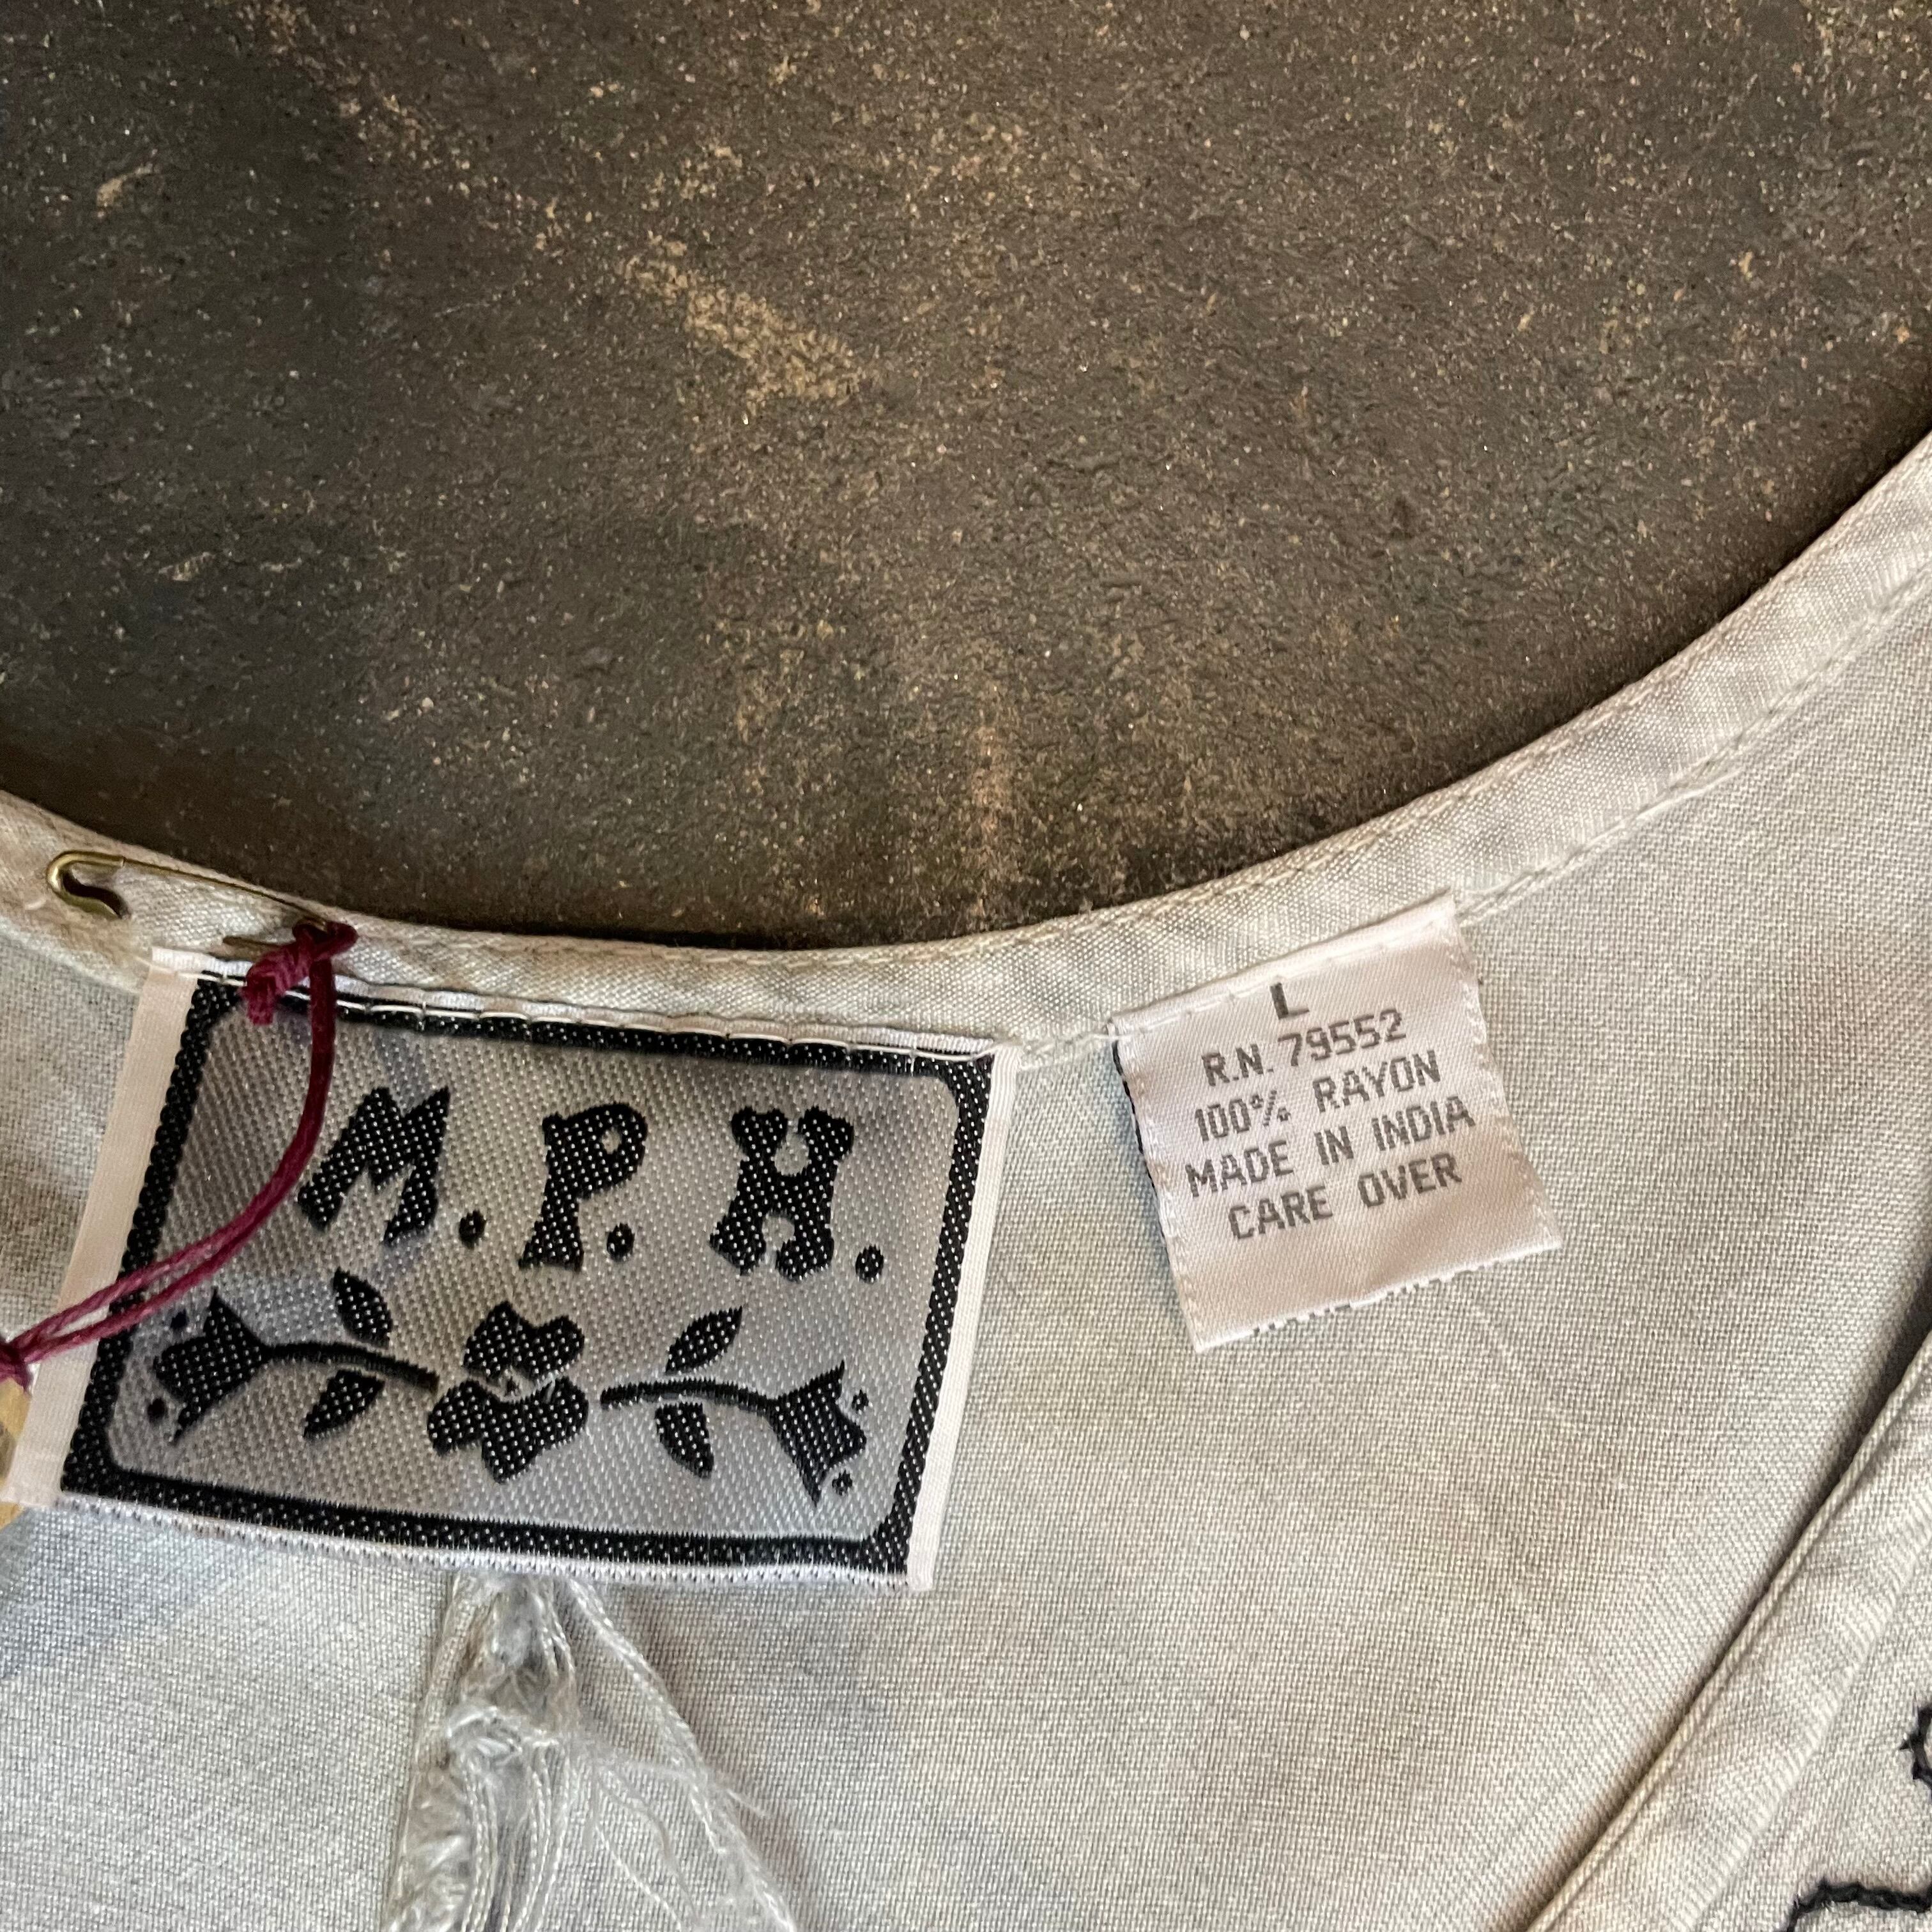 M.P.H.
L
R.N. 79552
100% RAYON
MADE IN INDIA
CARE OVER